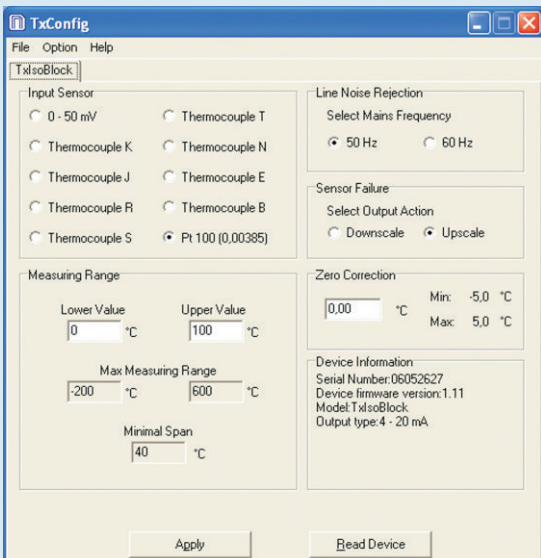 TxConfig
File Option Help
TxIsoBlock
Input Sensor
0 - 50 mV
Thermocouple T
Thermocouple K
Thermocouple N
Thermocouple J
Thermocouple E
Thermocouple R
Thermocouple B
Thermocouple S
Pt 100 (0,00385)
Line Noise Rejection
Select Mains Frequency
50 Hz 60 Hz
Sensor Failure
Select Output Action
Downscale Upscale
Measuring Range
Lower Value Upper Value
0 °C 100 °C
Max Measuring Range
-200 °C 600 °C
Minimal Span
40 °C
Zero Correction
0,00 °C
Min: -5,0 °C
Max: 5,0 °C
Device Information
Serial Number:06052627
Device firmware version:1.11
Model:TxIsoBlock
Output type:4 - 20 mA
Apply Read Device